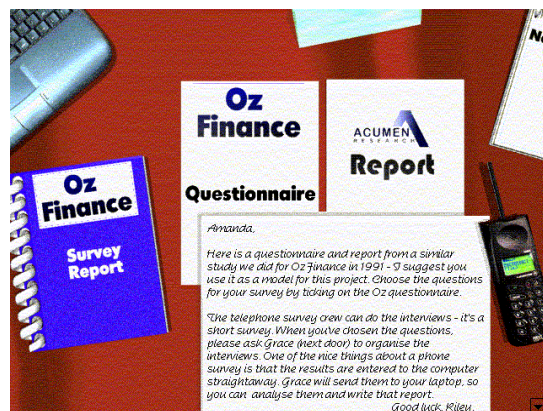 Oz
Finance
Questionnaire
ACUMEN
RESEARCH
Report
Oz
Finance
Survey
Report
Amanda,
Here is a questionnaire and report from a similar
study we did for Oz Finance in 1991 - I suggest you
use it as a model for this project. Choose the questions
for your survey by ticking on the Oz questionnaire.
The telephone survey crew can do the interviews - it's a
short survey. When you've chosen the questions,
please ask Grace (next door) to organise the
interviews. One of the nice things about a phone
survey is that the results are entered to the computer
straightaway. Grace will send them to your laptop, so
you can analyse them and write that report.
Good luck, Riley.